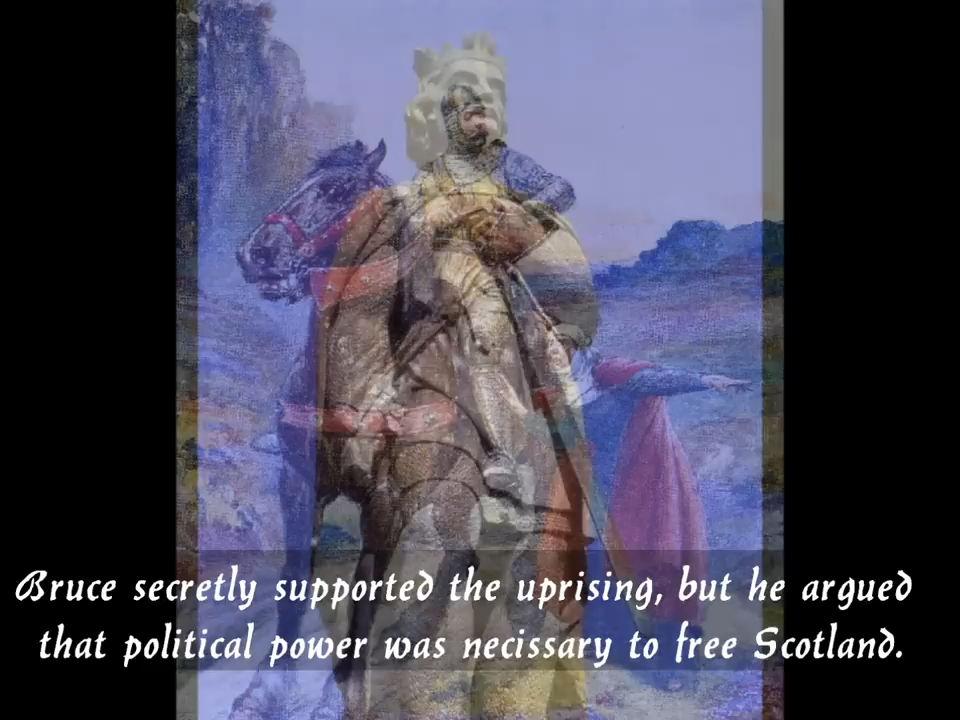 Bruce secretly supported the uprising, but he argued
that political power was necissary to free Scotland.